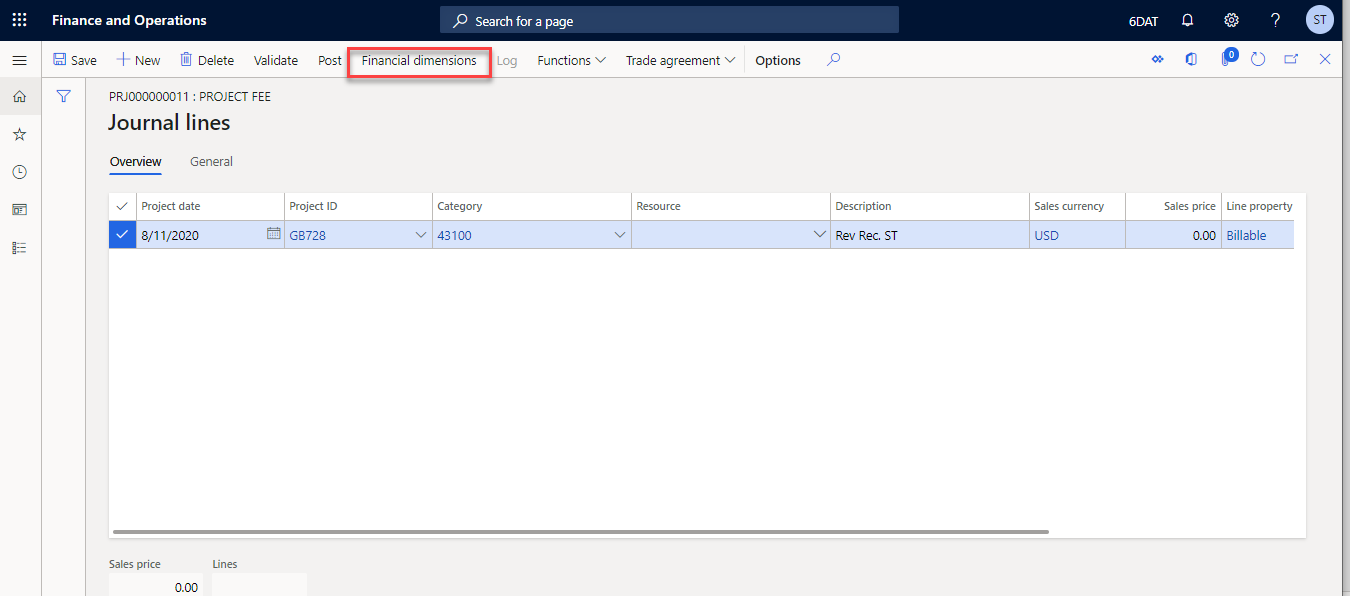 Finance and Operations Search for a page 6DAT ? ST
Save New Delete Validate Post Financial dimensions Log Functions Trade agreement Options 0
PRJ000000011 : PROJECT FEE
Journal lines
Overview General
Project date Project ID Category Resource Description Sales currency Sales price Line property
8/11/2020 GB728 43100 Rev Rec. ST USD 0.00 Billable
Sales price Lines
0.00